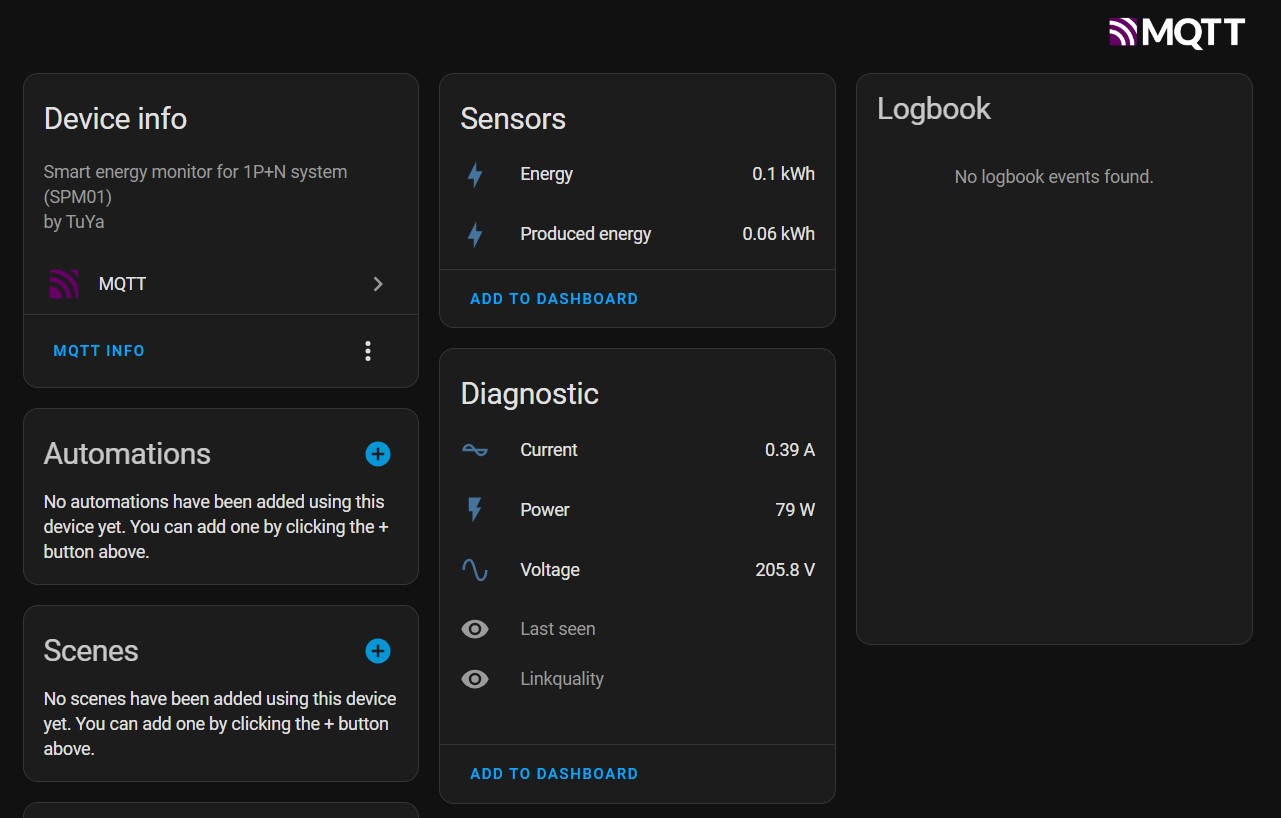 MQTT
Device info
Smart energy monitor for 1P+N system
(SPM01)
by TuYa
MQTT
MQTT INFO
Automations
No automations have been added using this
device yet. You can add one by clicking the +
button above.
Scenes
No scenes have been added using this device
yet. You can add one by clicking the + button
above.
Sensors
Energy 0.1 kWh
Produced energy 0.06 kWh
ADD TO DASHBOARD
Diagnostic
Current 0.39 A
Power 79 W
Voltage 205.8 V
Last seen
Linkquality
ADD TO DASHBOARD
Logbook
No logbook events found.